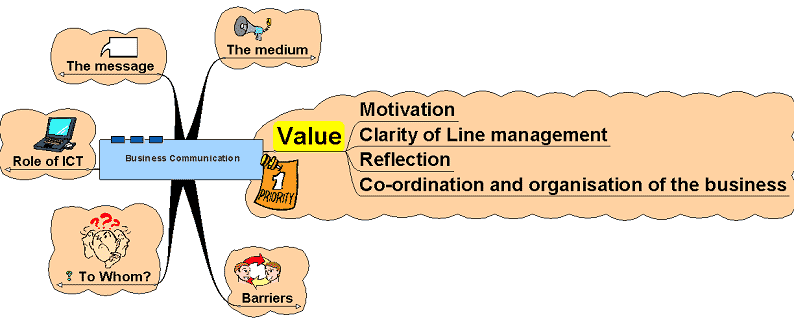 The medium
The message
Motivation
Value
Clarity of Line management
Role of ICT
Business Communication
Reflection
1
PRIORITY
Co-ordination and organisation of the business
? To Whom?
Barriers